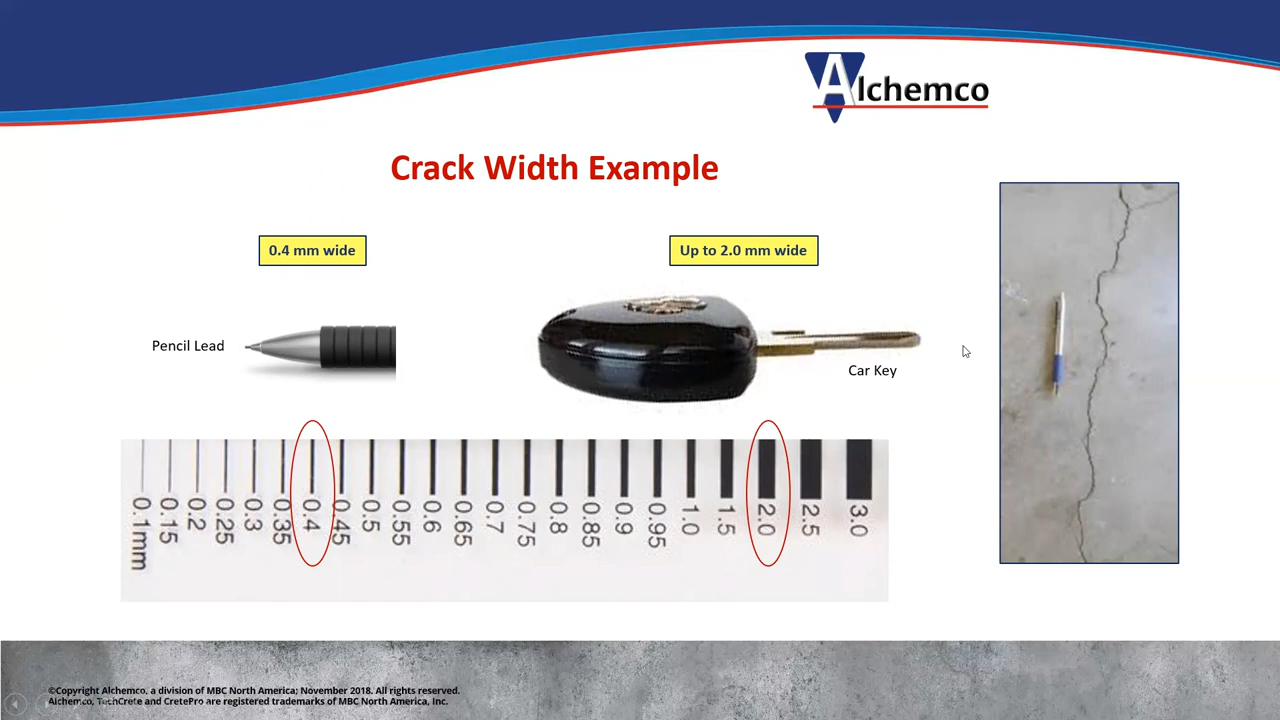 Alchemco
Crack Width Example
0.4 mm wide
Up to 2.0 mm wide
Pencil Lead
Car Key
0.1mm
0.15
0.2
0.25
0.3
0.35
0.4
0.45
0.5
0.55
0.6
0.65
0.7
0.75
0.8
0.85
0.9
0.95
1.0
1.5
2.0
2.5
3.0
©Copyright Alchemco, a division of MBC North America; November 2018. All rights reserved.
Alchemco, TechCrete and CretePro are registered trademarks of MBC North America, Inc.